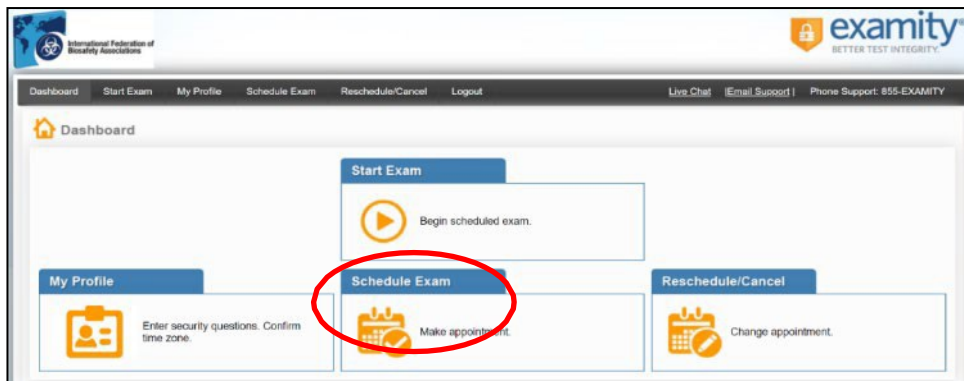 International Federation of
Biosafety Associations
examity®
BETTER TEST INTEGRITY.
Dashboard Start Exam My Profile Schedule Exam Reschedule/Cancel Logout Live Chat |Email Support| Phone Support: 855-EXAMITY
Dashboard
Start Exam
Begin scheduled exam.
My Profile
Enter security questions. Confirm
time zone.
Schedule Exam
Make appointment.
Reschedule/Cancel
Change appointment.